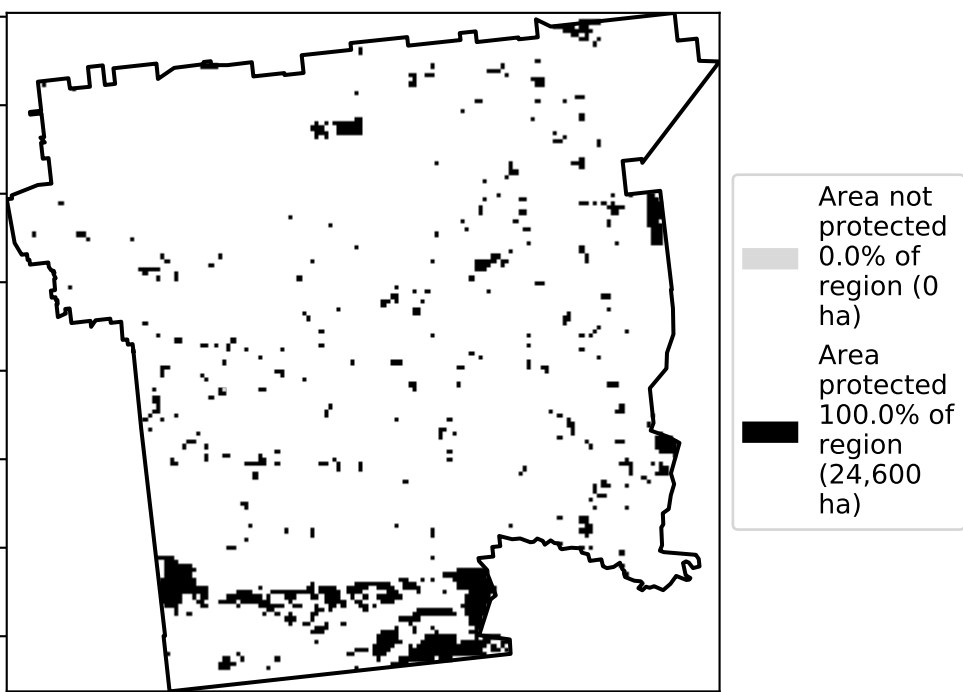 Area not
protected
0.0% of
region (0
ha)
Area
protected
100.0% of
region
(24,600
ha)